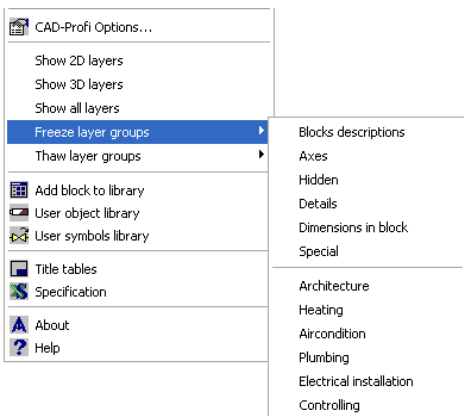 CAD-Profi Options...
Show 2D layers
Show 3D layers
Show all layers
Freeze layer groups
Thaw layer groups
Add block to library
User object library
User symbols library
Title tables
Specification
About
Help
Blocks descriptions
Axes
Hidden
Details
Dimensions in block
Special
Architecture
Heating
Aircondition
Plumbing
Electrical installation
Controlling